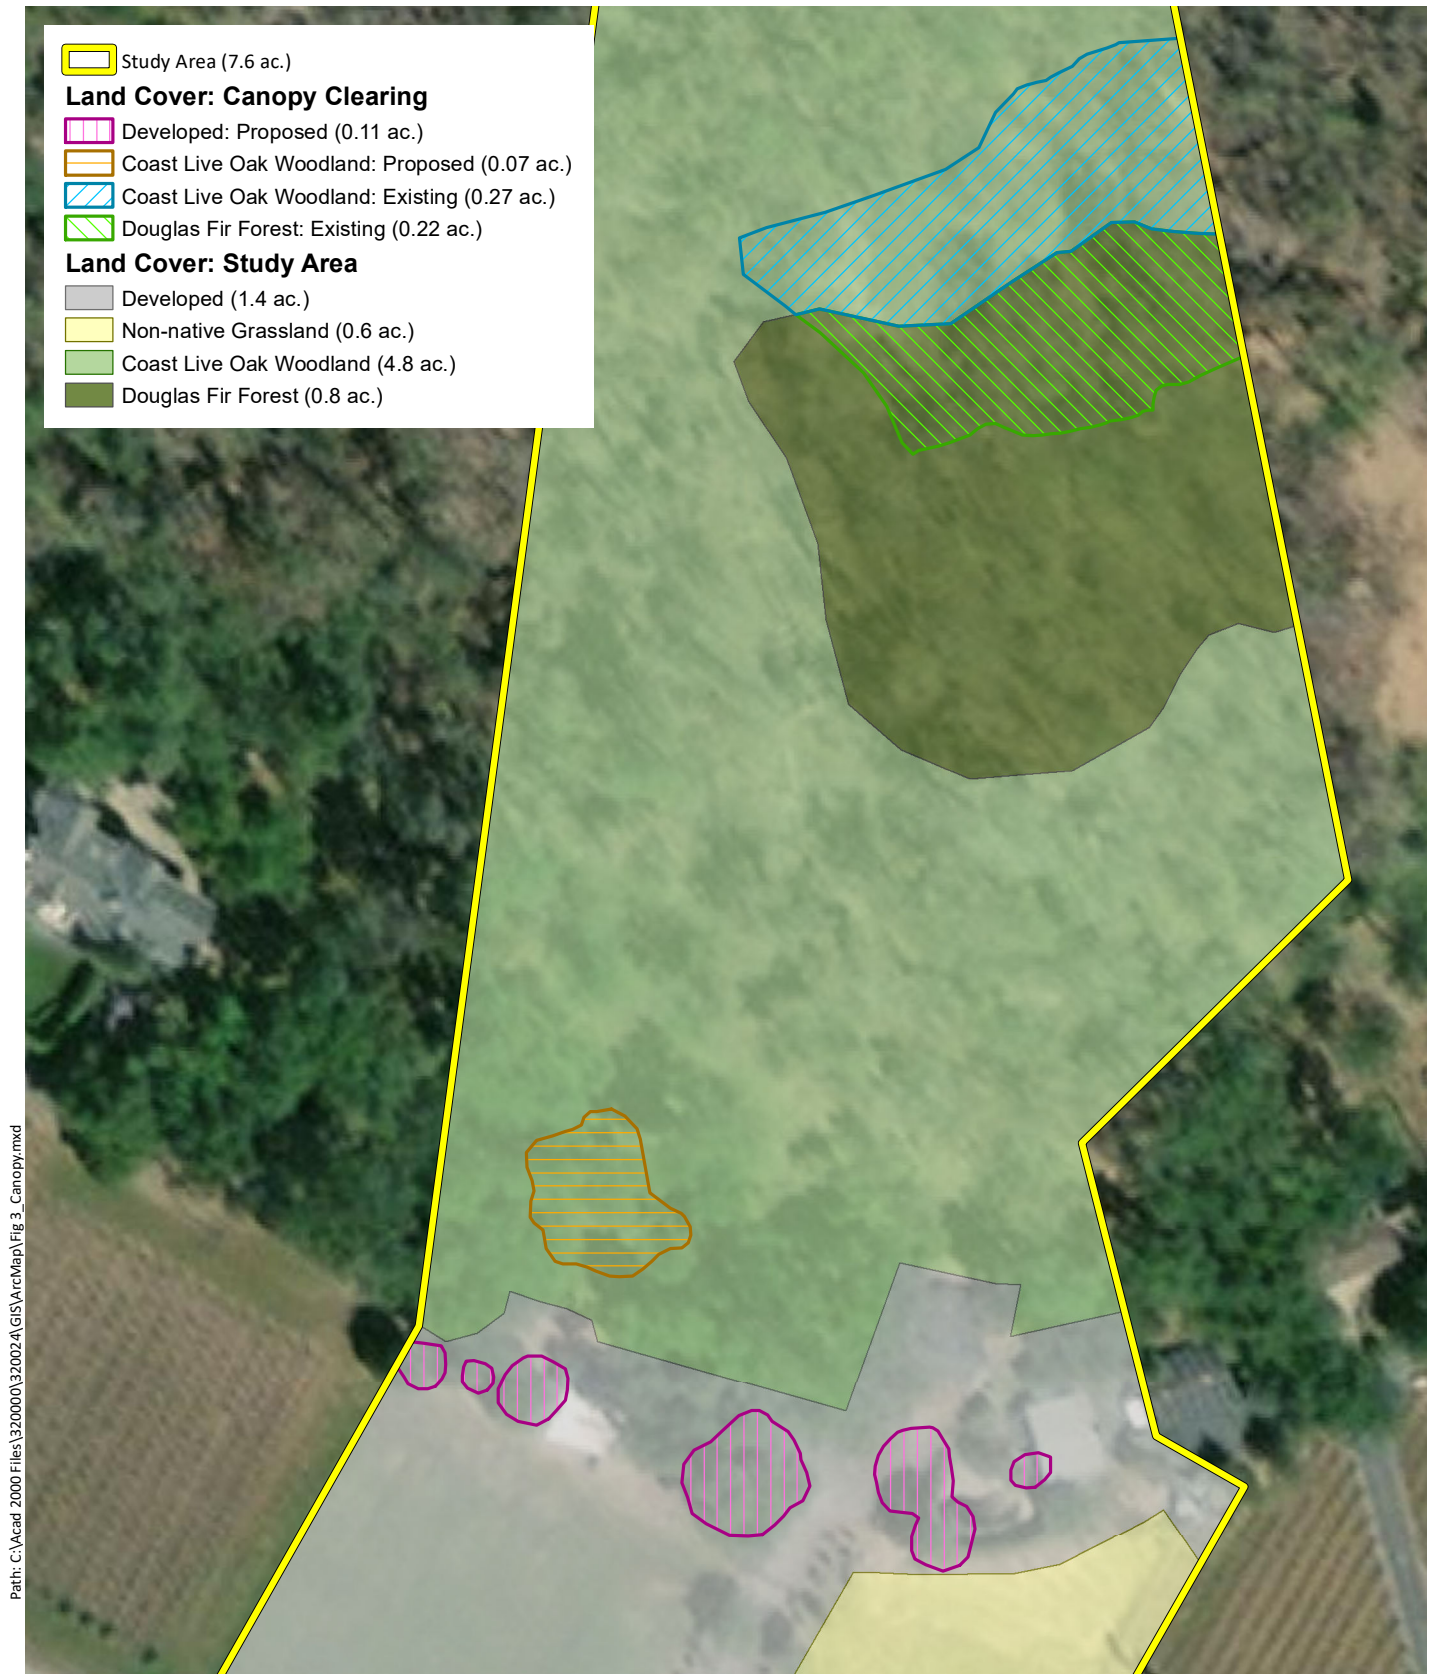 Study Area (7.6 ac.)
Land Cover: Canopy Clearing
Developed: Proposed (0.11 ac.)
Coast Live Oak Woodland: Proposed (0.07 ac.)
Coast Live Oak Woodland: Existing (0.27 ac.)
Douglas Fir Forest: Existing (0.22 ac.)
Land Cover: Study Area
Developed (1.4 ac.)
Non-native Grassland (0.6 ac.)
Coast Live Oak Woodland (4.8 ac.)
Douglas Fir Forest (0.8 ac.)
Path: C:\Acad 2000 Files\320000\320024\GIS\ArcMap\Fig 3_Canopy.mxd